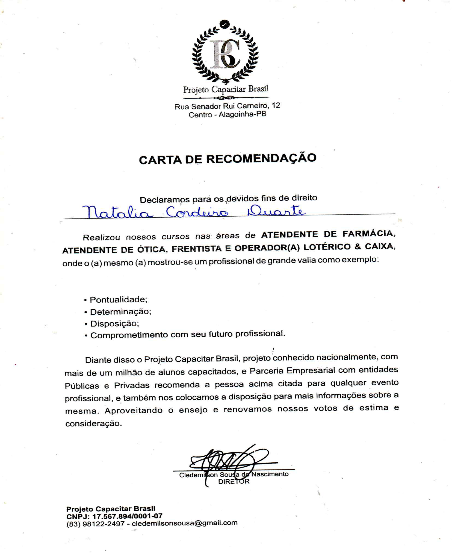 PC
B
Projeto Capacitar Brasil
Rua Senador Rui Carneiro, 12
Centro - Alagoinha-PB
CARTA DE RECOMENDAÇÃO
Declaramos para os devidos fins de direito
Natalia Cordeiro Duarte
Realizou nossos cursos nas áreas de ATENDENTE DE FARMÁCIA,
ATENDENTE DE ÓTICA, FRENTISTA E OPERADOR(A) LOTÉRICO & CAIXA,
onde o (a) mesmo (a) mostrou-se um profissional de grande valia como exemplo:
• Pontualidade;
• Determinação;
• Disposição;
• Comprometimento com seu futuro profissional.
Diante disso o Projeto Capacitar Brasil, projeto conhecido nacionalmente, com
mais de um milhão de alunos capacitados, e Parceria Empresarial com entidades
Públicas e Privadas recomenda a pessoa acima citada para qualquer evento
profissional, e também nos colocamos a disposição para mais informações sobre a
mesma. Aproveitando o ensejo e renovamos nossos votos de estima e
consideração.
Cledemilson Sousa do Nascimento
DIRETOR
Projeto Capacitar Brasil
CNPJ: 17.567.894/0001-07
(83) 98122-2497 - cledemilsonsousa@gmail.com